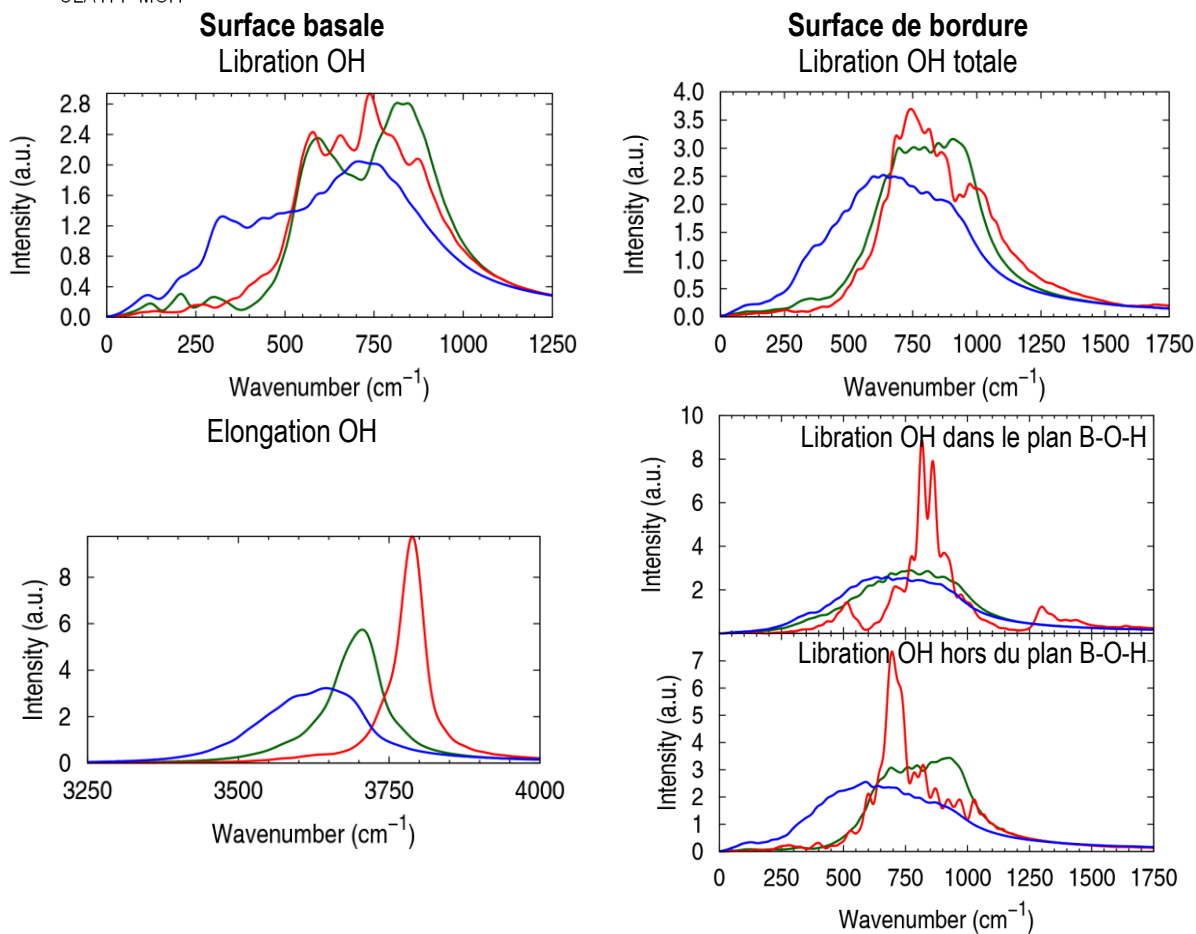 Surface basale
Libration OH
Intensity (a.u.)
2.8
2.4
2.0
1.6
1.2
0.8
0.4
0.0
0 250 500 750 1000 1250
Wavenumber (cm⁻¹)
Surface de bordure
Libration OH totale
Intensity (a.u.)
4.0
3.5
3.0
2.5
2.0
1.5
1.0
0.5
0.0
0 250 500 750 1000 1250 1500 1750
Wavenumber (cm⁻¹)
Elongation OH
Intensity (a.u.)
8
6
4
2
0
3250 3500 3750 4000
Wavenumber (cm⁻¹)
Libration OH dans le plan B-O-H
Intensity (a.u.)
10
8
6
4
2
Libration OH hors du plan B-O-H
Intensity (a.u.)
7
6
5
4
3
2
1
0
0 250 500 750 1000 1250 1500 1750
Wavenumber (cm⁻¹)